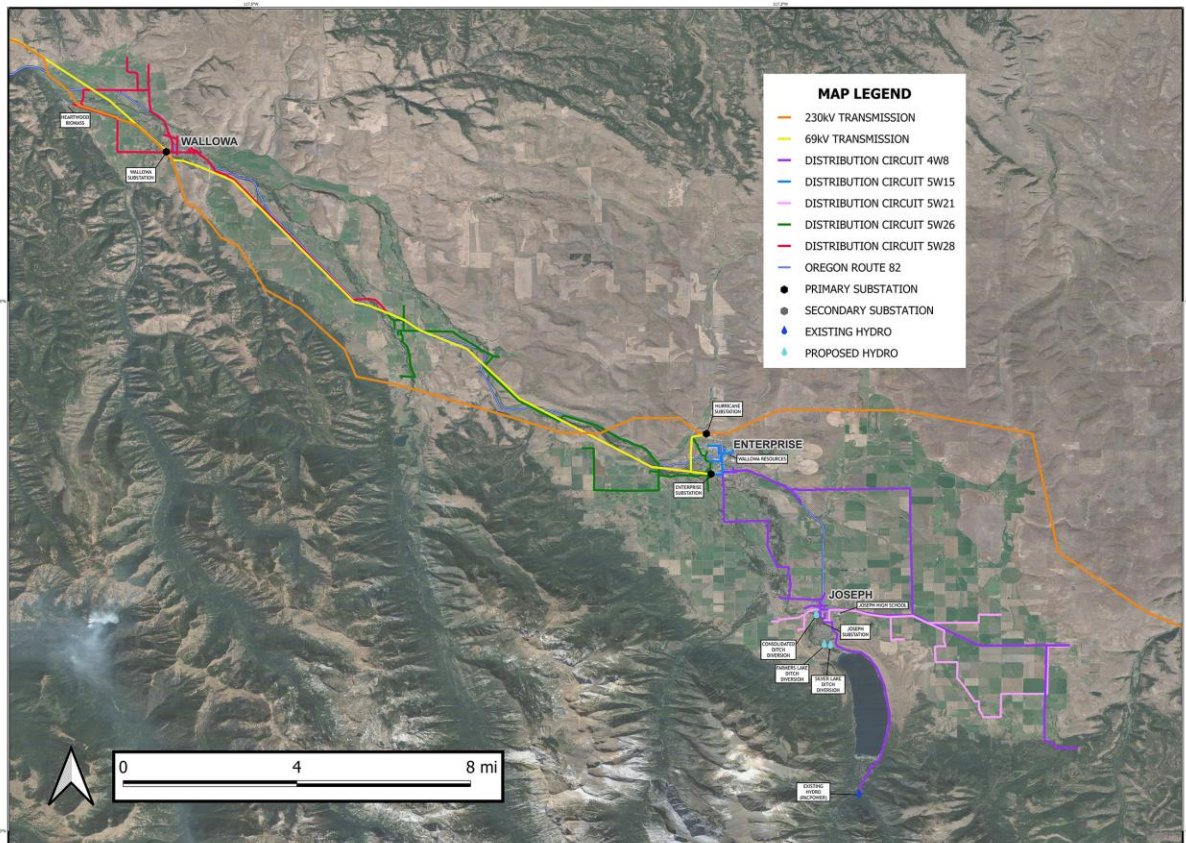 MAP LEGEND
230kV TRANSMISSION
69kV TRANSMISSION
DISTRIBUTION CIRCUIT 4W8
DISTRIBUTION CIRCUIT 5W15
DISTRIBUTION CIRCUIT 5W21
DISTRIBUTION CIRCUIT 5W26
DISTRIBUTION CIRCUIT 5W28
OREGON ROUTE 82
PRIMARY SUBSTATION
SECONDARY SUBSTATION
EXISTING HYDRO
PROPOSED HYDRO
HEARTWOOD
BIOMASS
WALLOWA
WALLOWA
SUBSTATION
HURRICANE
SUBSTATION
ENTERPRISE
WALLOWA RESOURCES
ENTERPRISE
SUBSTATION
JOSEPH
JOSEPH HIGH SCHOOL
JOSEPH
SUBSTATION
CONSOLIDATED
DITCH
DIVERSION
FARMERS LAKE
DITCH
DIVERSION
SILVER LAKE
DITCH
DIVERSION
EXISTING
HYDRO
(PACPOWER)
0 4 8 mi